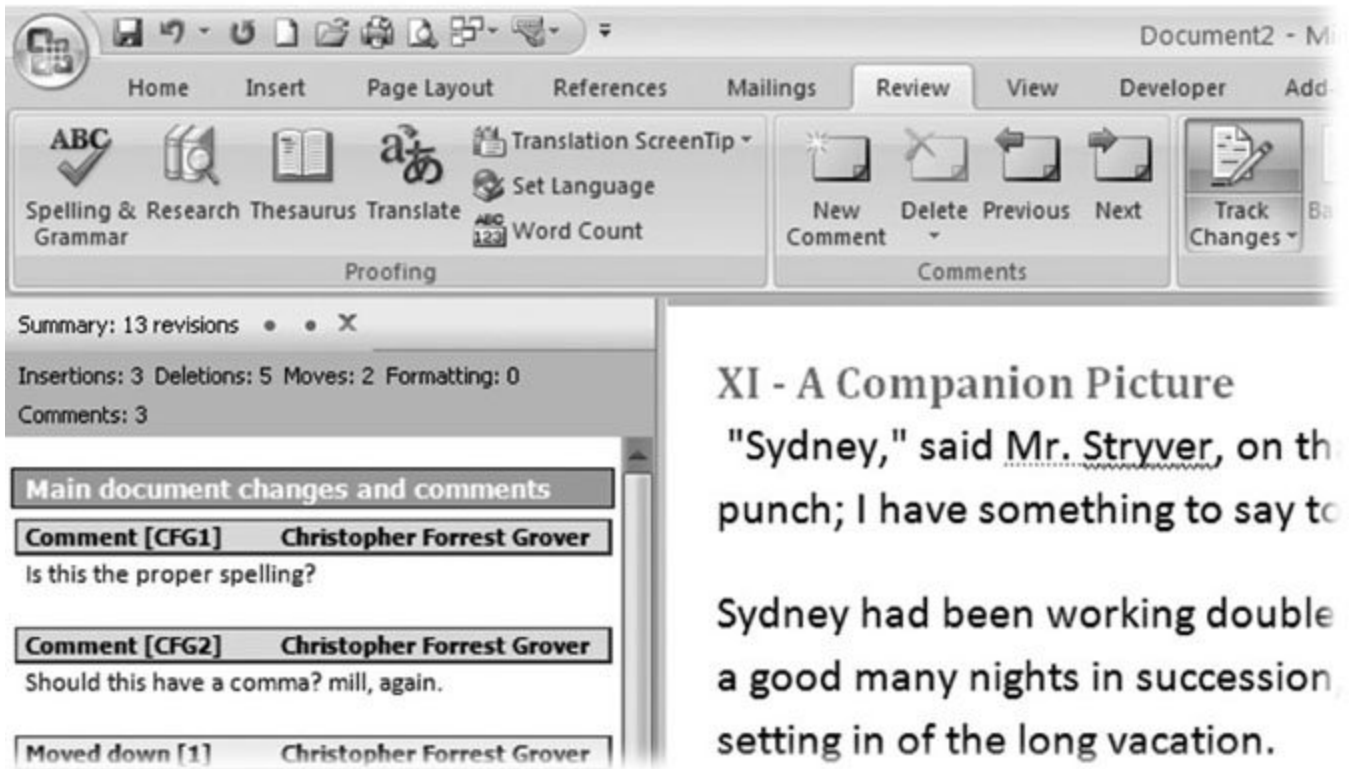 Document2 - Mi
Home Insert Page Layout References Mailings Review View Developer Add-
ABC
Spelling & Grammar
Research
Thesaurus
Translate
Translation ScreenTip
Set Language
ABC 123 Word Count
Proofing
New Comment
Delete
Previous
Next
Comments
Track Changes
Ba
Summary: 13 revisions X
Insertions: 3 Deletions: 5 Moves: 2 Formatting: 0
Comments: 3
Main document changes and comments
Comment [CFG1] Christopher Forrest Grover
Is this the proper spelling?
Comment [CFG2] Christopher Forrest Grover
Should this have a comma? mill, again.
Moved down [1] Christopher Forrest Grover
XI - A Companion Picture
"Sydney," said Mr. Stryver, on th
punch; I have something to say to
Sydney had been working double
a good many nights in succession,
setting in of the long vacation.